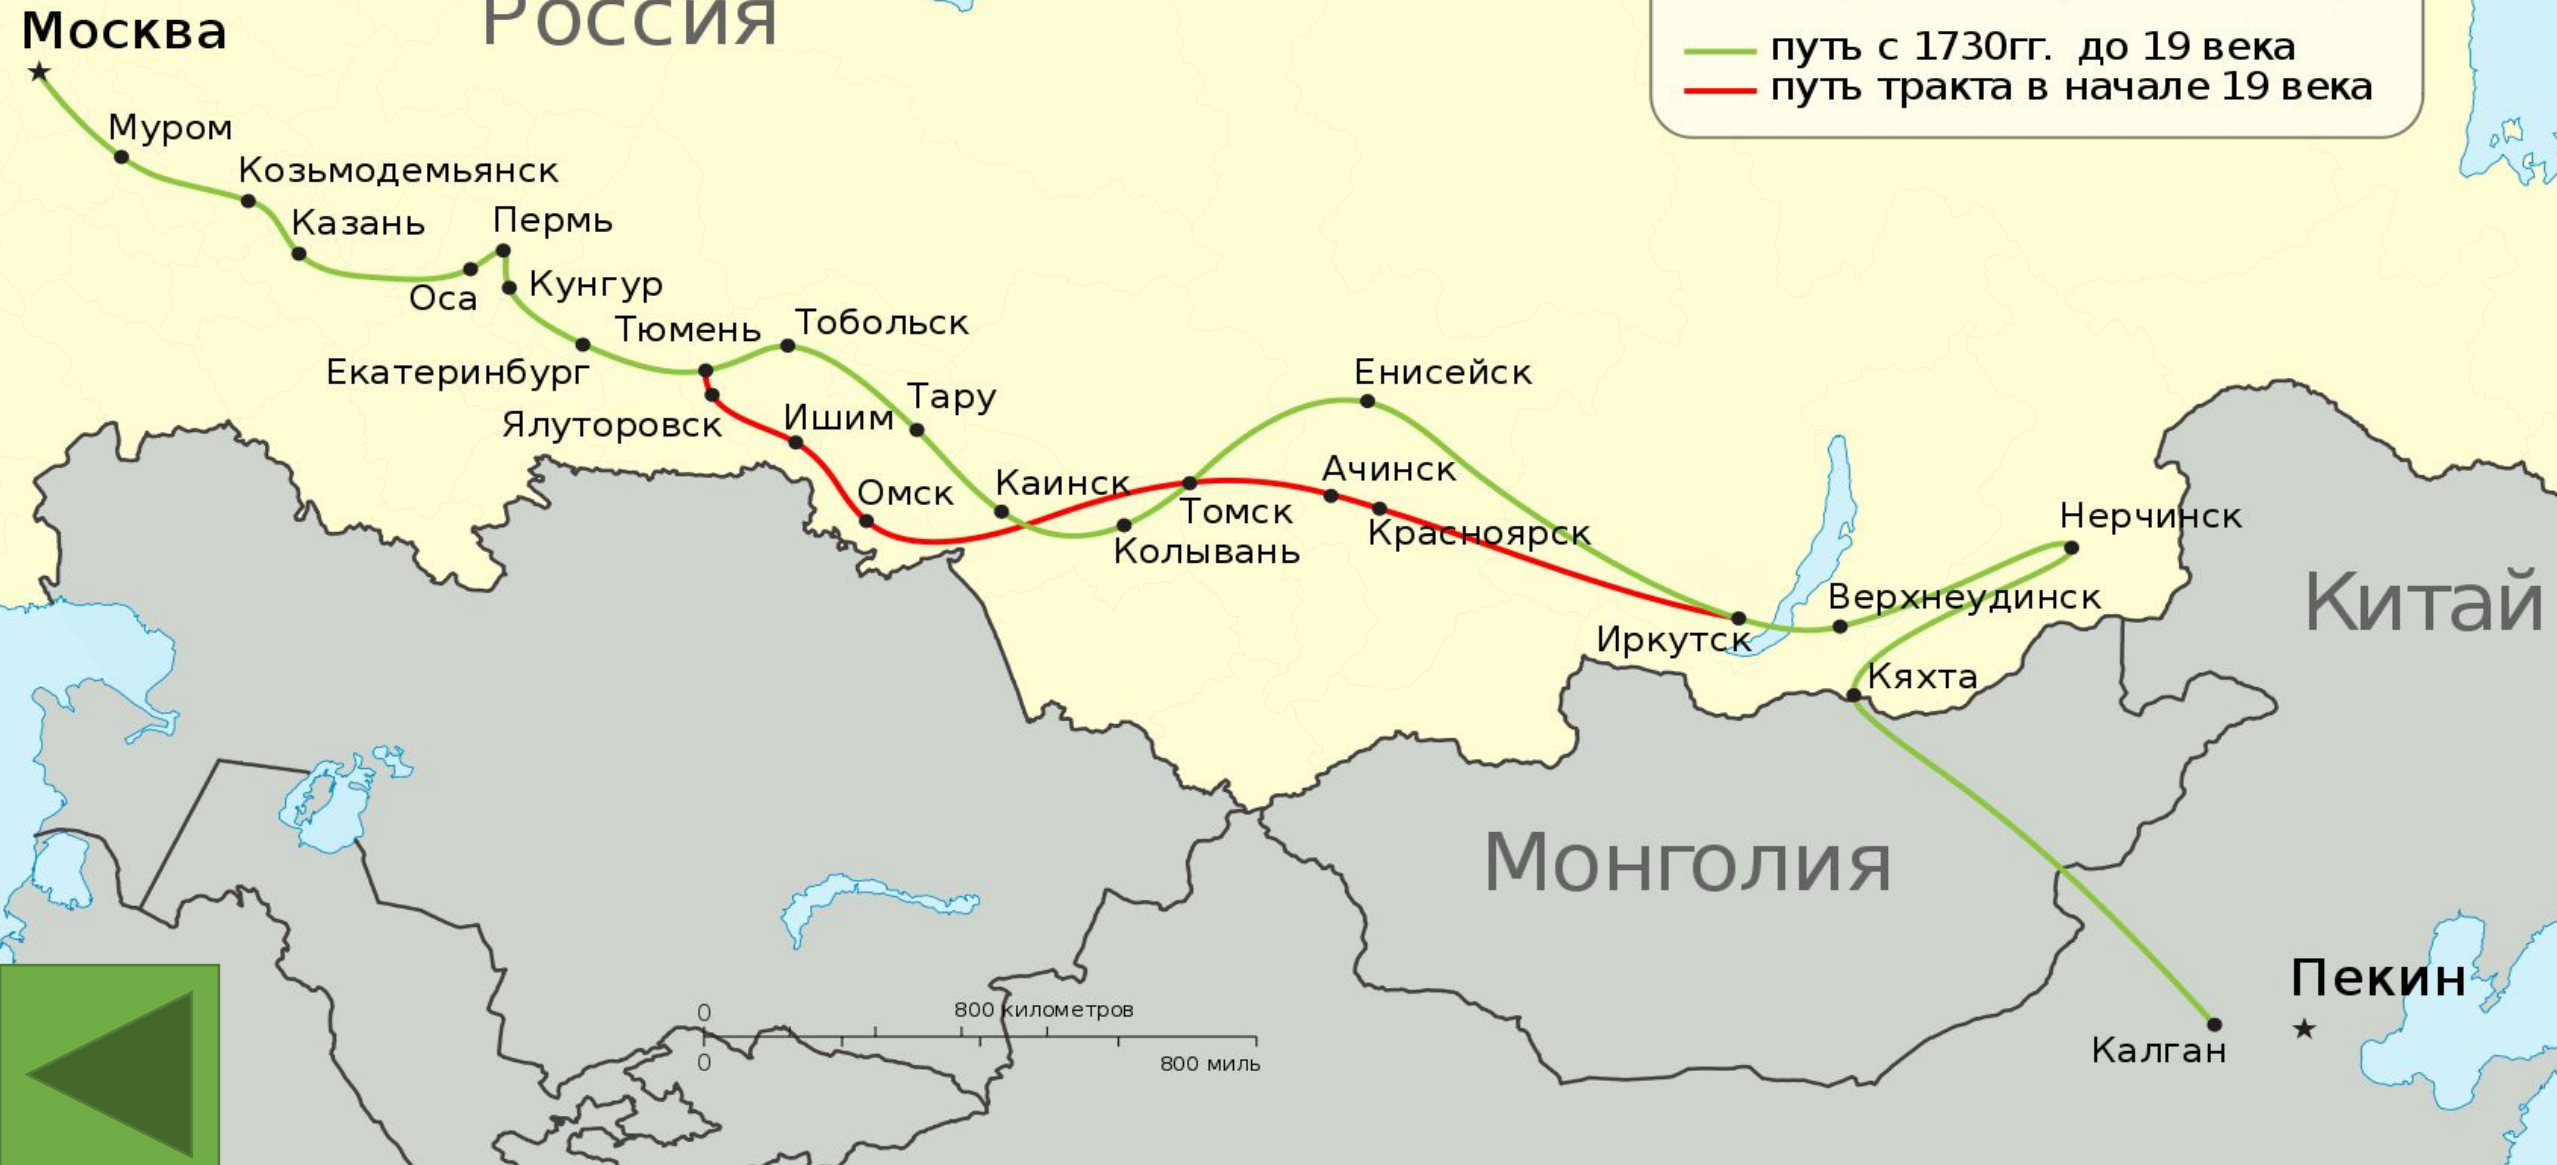 Россия
Москва
путь с 1730гг. до 19 века
путь тракта в начале 19 века
Муром
Козьмодемьянск
Казань
Пермь
Оса
Кунгур
Тюмень
Тобольск
Екатеринбург
Тару
Енисейск
Ялуторовск
Ишим
Омск
Каинск
Ачинск
Томск
Красноярск
Колывань
Нерчинск
Верхнеудинск
Китай
Иркутск
Кяхта
Монголия
Пекин
Калган
0
800 километров
0
800 миль